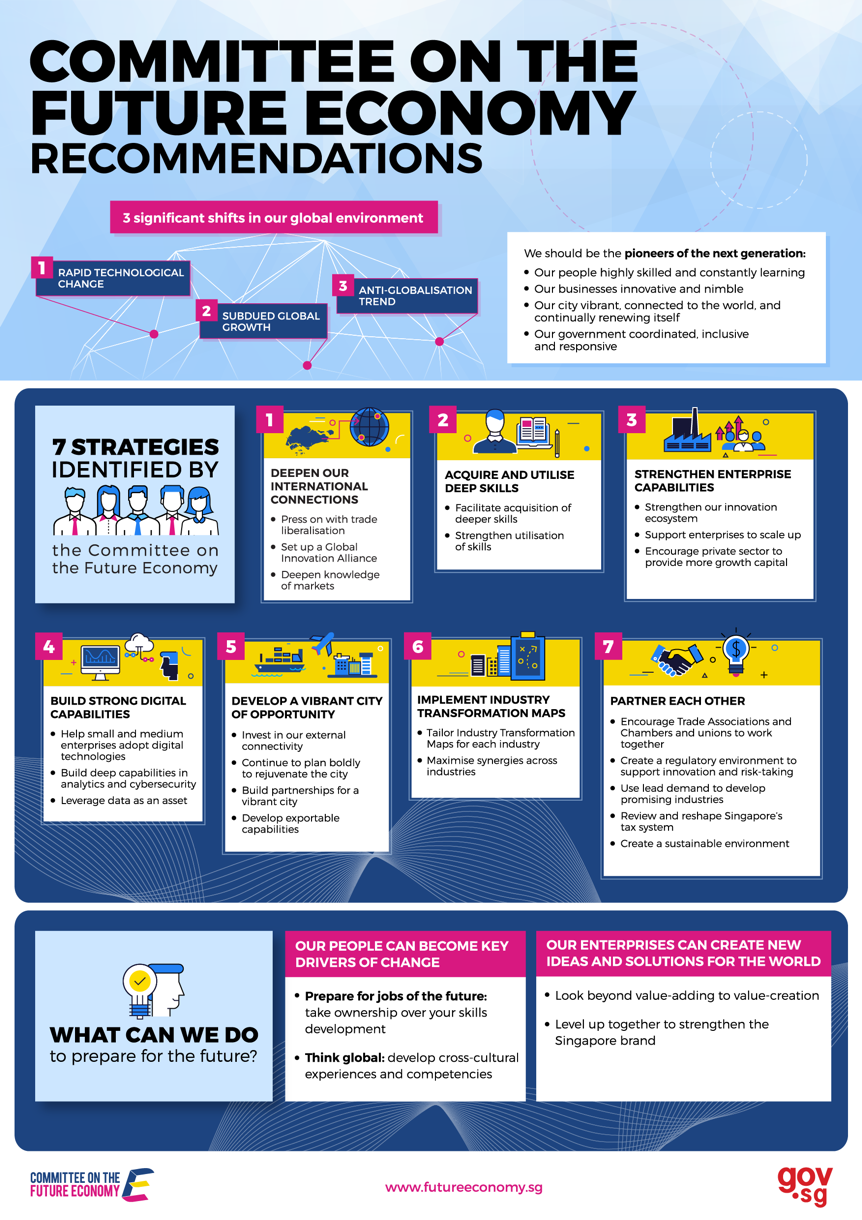 COMMITTEE ON THE
FUTURE ECONOMY
RECOMMENDATIONS
3 significant shifts in our global environment
1
RAPID TECHNOLOGICAL
CHANGE
2
SUBDUED GLOBAL
GROWTH
3
ANTI-GLOBALISATION
TREND
We should be the pioneers of the next generation:
• Our people highly skilled and constantly learning
• Our businesses innovative and nimble
• Our city vibrant, connected to the world, and
continually renewing itself
• Our government coordinated, inclusive
and responsive
7 STRATEGIES
IDENTIFIED BY
the Committee on
the Future Economy
1
DEEPEN OUR
INTERNATIONAL
CONNECTIONS
• Press on with trade
liberalisation
• Set up a Global
Innovation Alliance
• Deepen knowledge
of markets
2
ACQUIRE AND UTILISE
DEEP SKILLS
• Facilitate acquisition of
deeper skills
• Strengthen utilisation
of skills
3
STRENGTHEN ENTERPRISE
CAPABILITIES
• Strengthen our innovation
ecosystem
• Support enterprises to scale up
• Encourage private sector to
provide more growth capital
4
BUILD STRONG DIGITAL
CAPABILITIES
• Help small and medium
enterprises adopt digital
technologies
• Build deep capabilities in
analytics and cybersecurity
• Leverage data as an asset
5
DEVELOP A VIBRANT CITY
OF OPPORTUNITY
• Invest in our external
connectivity
• Continue to plan boldly
to rejuvenate the city
• Build partnerships for a
vibrant city
• Develop exportable
capabilities
6
IMPLEMENT INDUSTRY
TRANSFORMATION MAPS
• Tailor Industry Transformation
Maps for each industry
• Maximise synergies across
industries
7
$
PARTNER EACH OTHER
• Encourage Trade Associations and
Chambers and unions to work
together
• Create a regulatory environment to
support innovation and risk-taking
• Use lead demand to develop
promising industries
• Review and reshape Singapore's
tax system
• Create a sustainable environment
WHAT CAN WE DO
to prepare for the future?
OUR PEOPLE CAN BECOME KEY
DRIVERS OF CHANGE
• Prepare for jobs of the future:
take ownership over your skills
development
• Think global: develop cross-cultural
experiences and competencies
OUR ENTERPRISES CAN CREATE NEW
IDEAS AND SOLUTIONS FOR THE WORLD
• Look beyond value-adding to value-creation
• Level up together to strengthen the
Singapore brand
COMMITTEE ON THE
FUTURE ECONOMY
www.futureeconomy.sg
gov
.sg